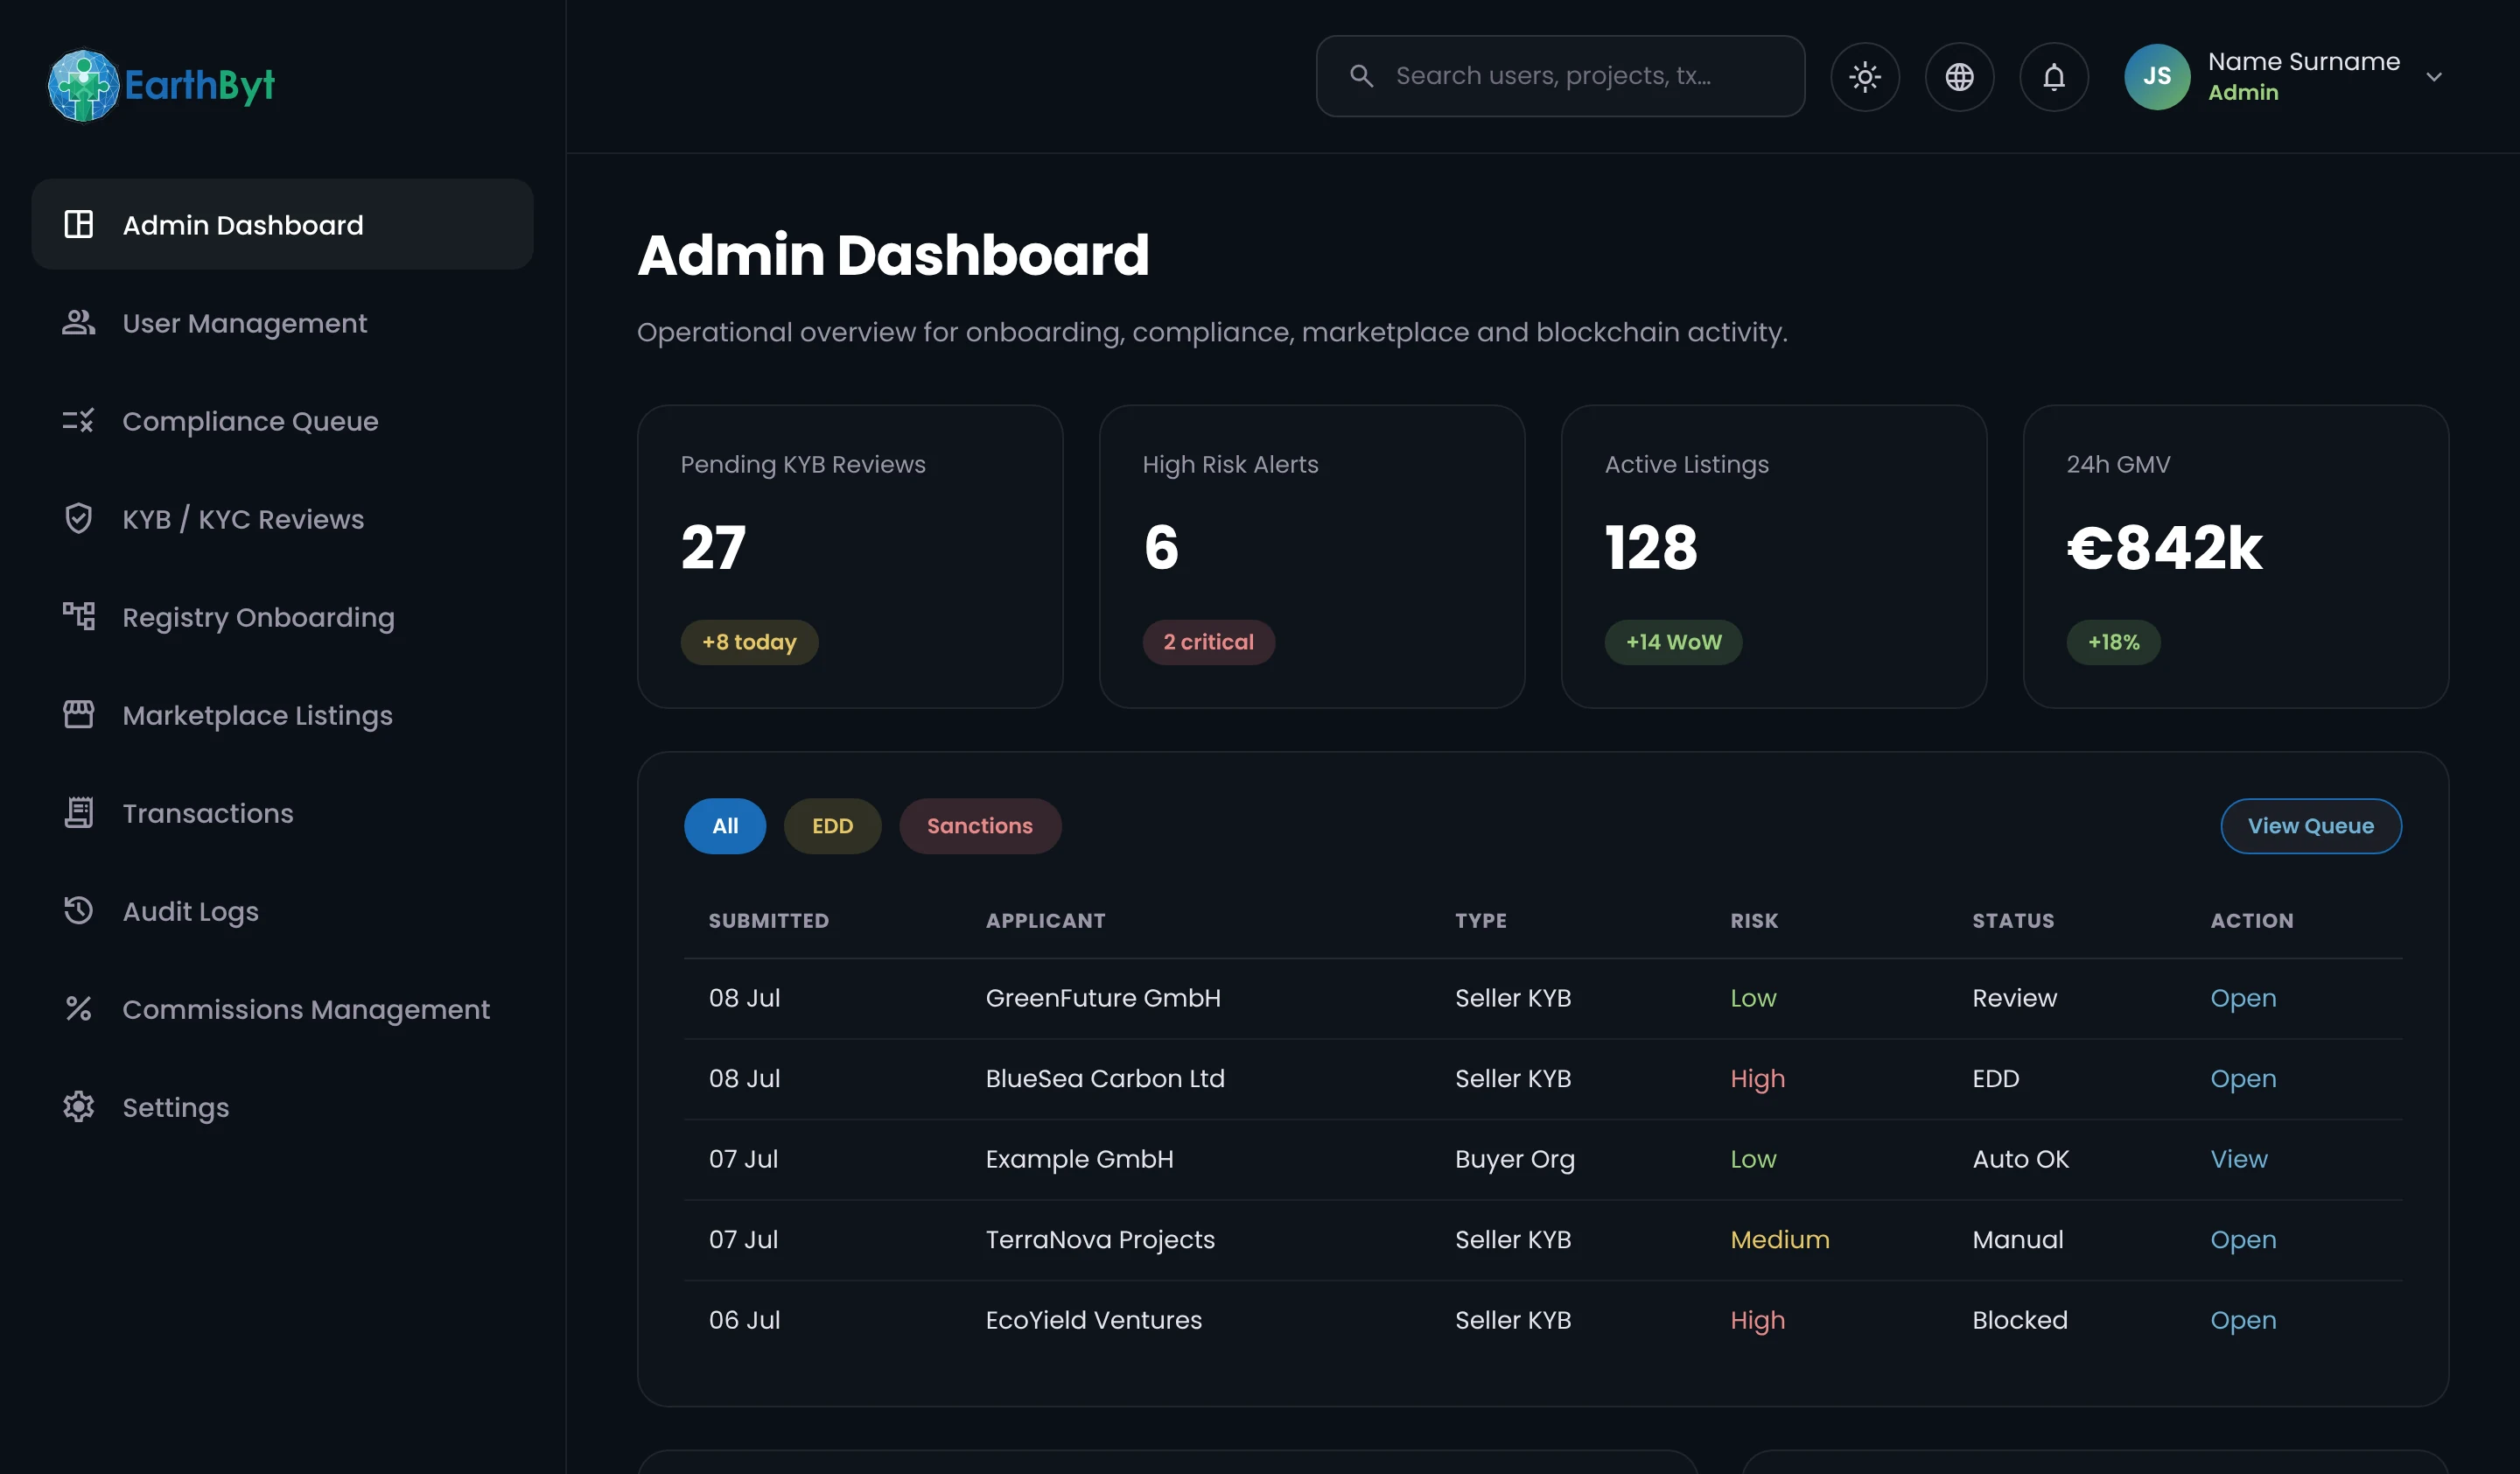 EarthByt
Search users, projects, tx...
JS
Name Surname
Admin
Admin Dashboard
User Management
Compliance Queue
KYB / KYC Reviews
Registry Onboarding
Marketplace Listings
Transactions
Audit Logs
Commissions Management
Settings
Admin Dashboard
Operational overview for onboarding, compliance, marketplace and blockchain activity.
Pending KYB Reviews
27
+8 today
High Risk Alerts
6
2 critical
Active Listings
128
+14 WoW
24h GMV
€842k
+18%
All EDD Sanctions View Queue
SUBMITTED APPLICANT TYPE RISK STATUS ACTION
08 Jul GreenFuture GmbH Seller KYB Low Review Open
08 Jul BlueSea Carbon Ltd Seller KYB High EDD Open
07 Jul Example GmbH Buyer Org Low Auto OK View
07 Jul TerraNova Projects Seller KYB Medium Manual Open
06 Jul EcoYield Ventures Seller KYB High Blocked Open